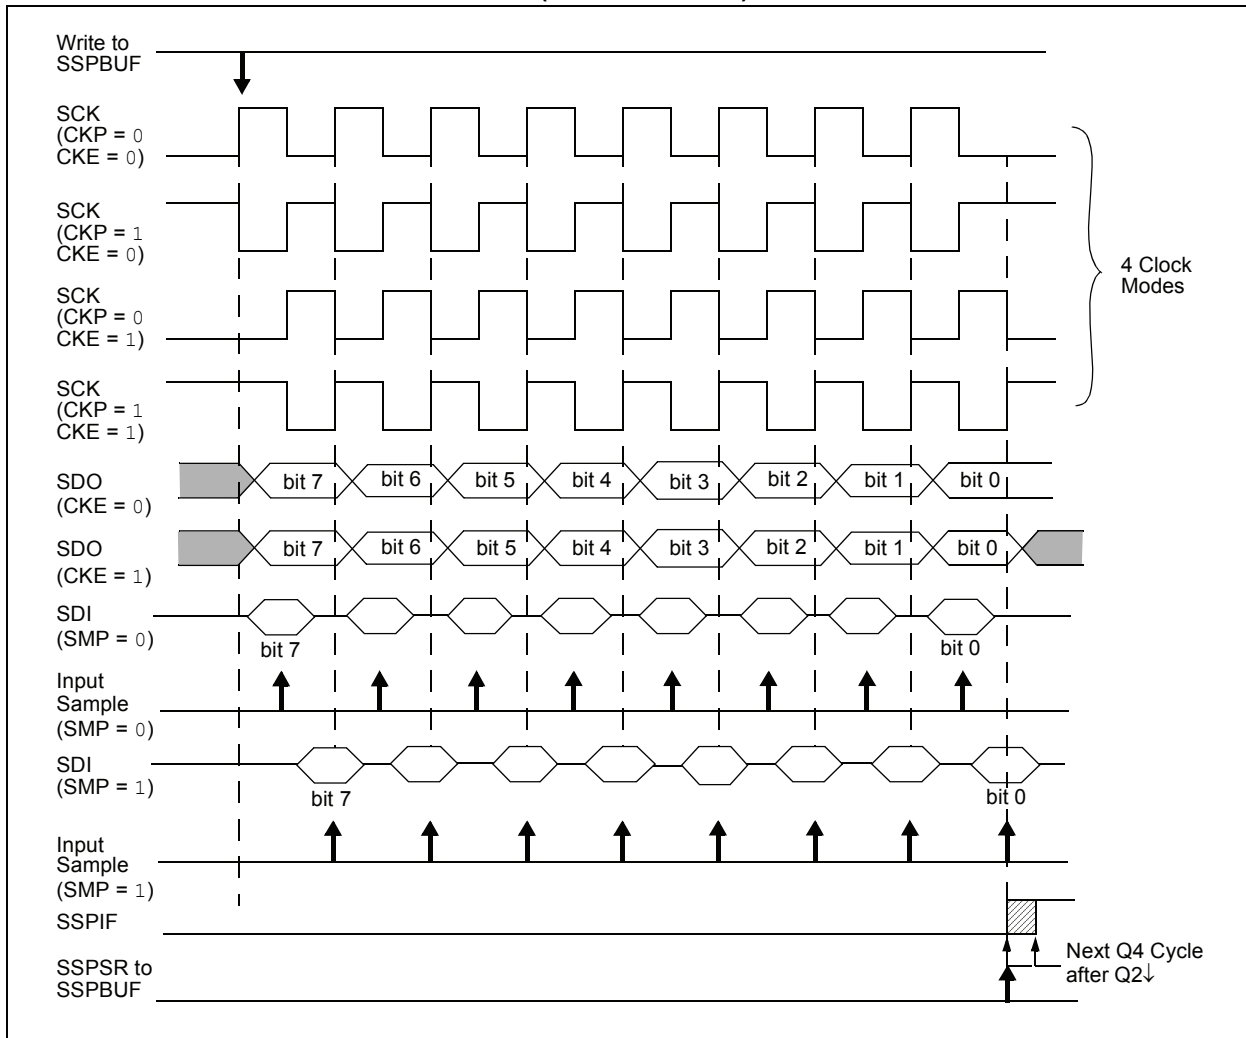 Write to
SSPBUF
SCK
(CKP = 0
CKE = 0)
SCK
(CKP = 1
CKE = 0)
SCK
(CKP = 0
CKE = 1)
SCK
(CKP = 1
CKE = 1)
4 Clock
Modes
SDO
(CKE = 0)
bit 7 bit 6 bit 5 bit 4 bit 3 bit 2 bit 1 bit 0
SDO
(CKE = 1)
bit 7 bit 6 bit 5 bit 4 bit 3 bit 2 bit 1 bit 0
SDI
(SMP = 0)
bit 7 bit 0
Input
Sample
(SMP = 0)
SDI
(SMP = 1)
bit 7 bit 0
Input
Sample
(SMP = 1)
SSPIF
Next Q4 Cycle
after Q2↓
SSPSR to
SSPBUF